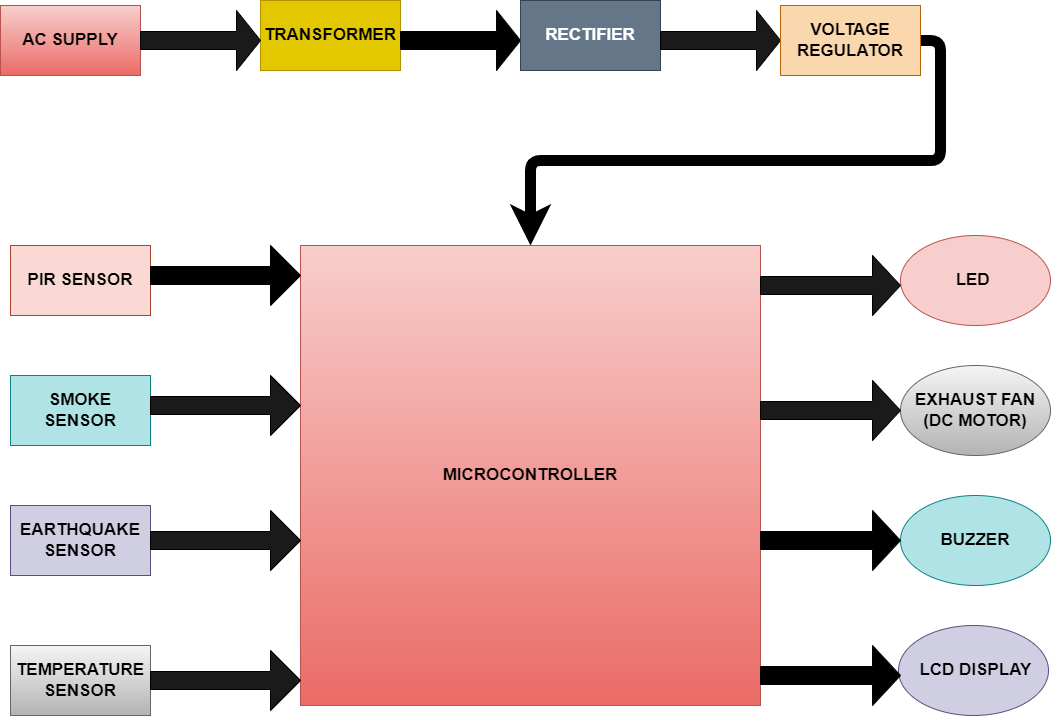 AC SUPPLY
TRANSFORMER
RECTIFIER
VOLTAGE
REGULATOR
PIR SENSOR
LED
SMOKE
SENSOR
EXHAUST FAN
(DC MOTOR)
MICROCONTROLLER
EARTHQUAKE
SENSOR
BUZZER
TEMPERATURE
SENSOR
LCD DISPLAY